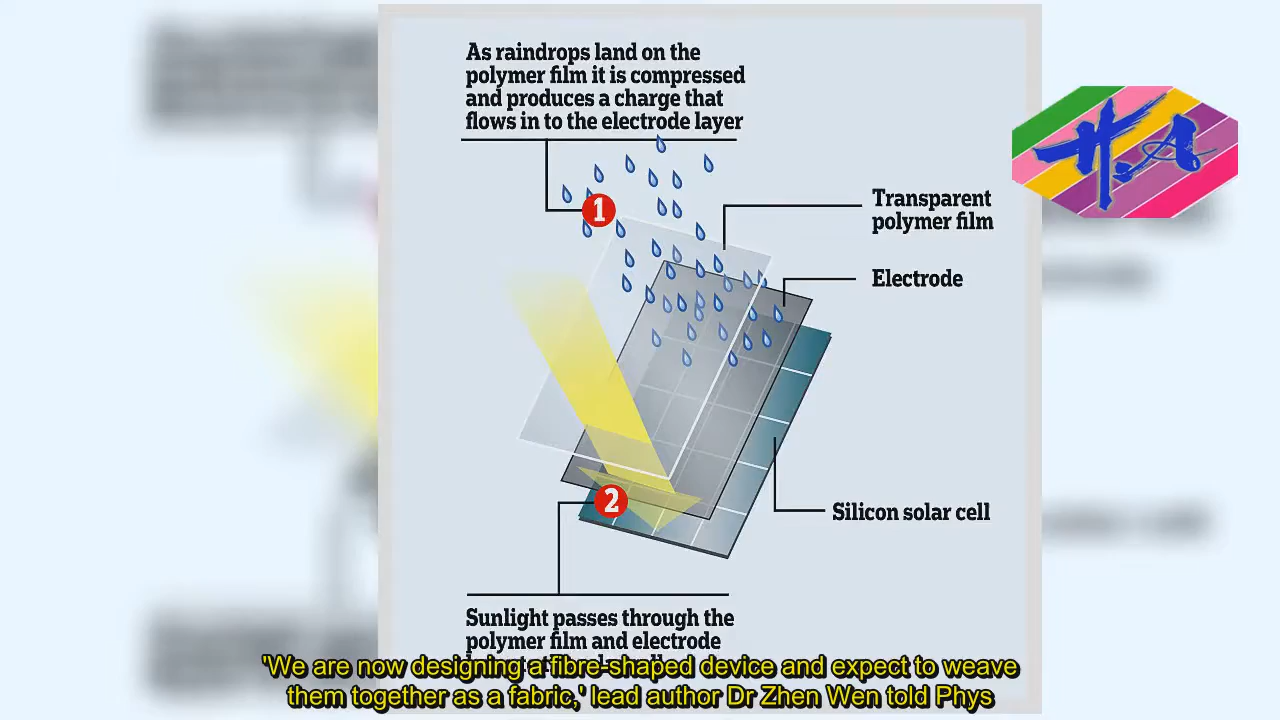 As raindrops land on the
polymer film it is compressed
and produces a charge that
flows in to the electrode layer
H.A
1
Transparent
polymer film
Electrode
2
Silicon solar cell
Sunlight passes through the
polymer film and electrode
'We are now designing a fibre-shaped device and expect to weave
them together as a fabric,' lead author Dr Zhen Wen told Phys